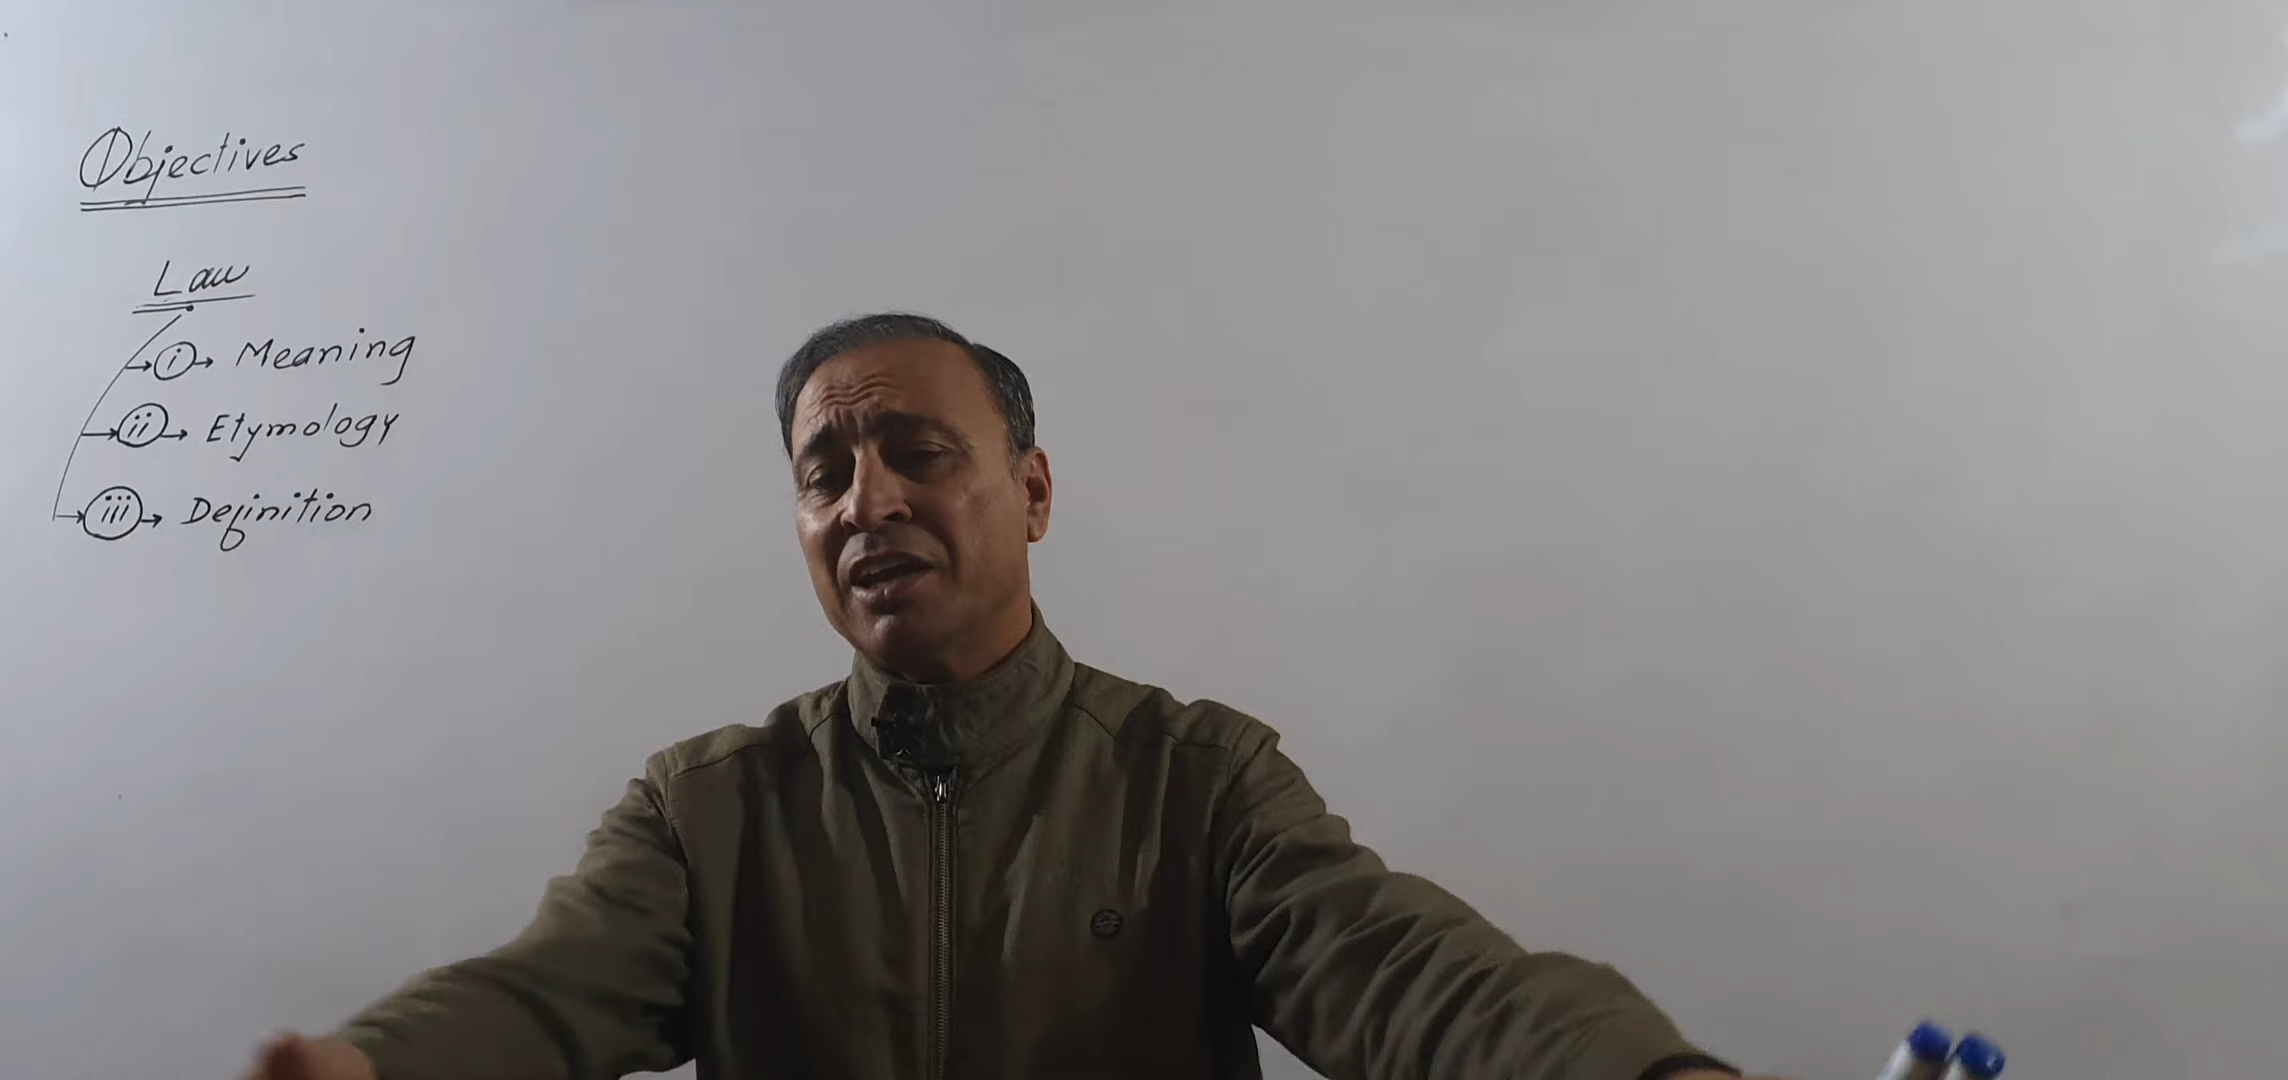 Objectives
Law
i → Meaning
ii → Etymology
iii → Definition